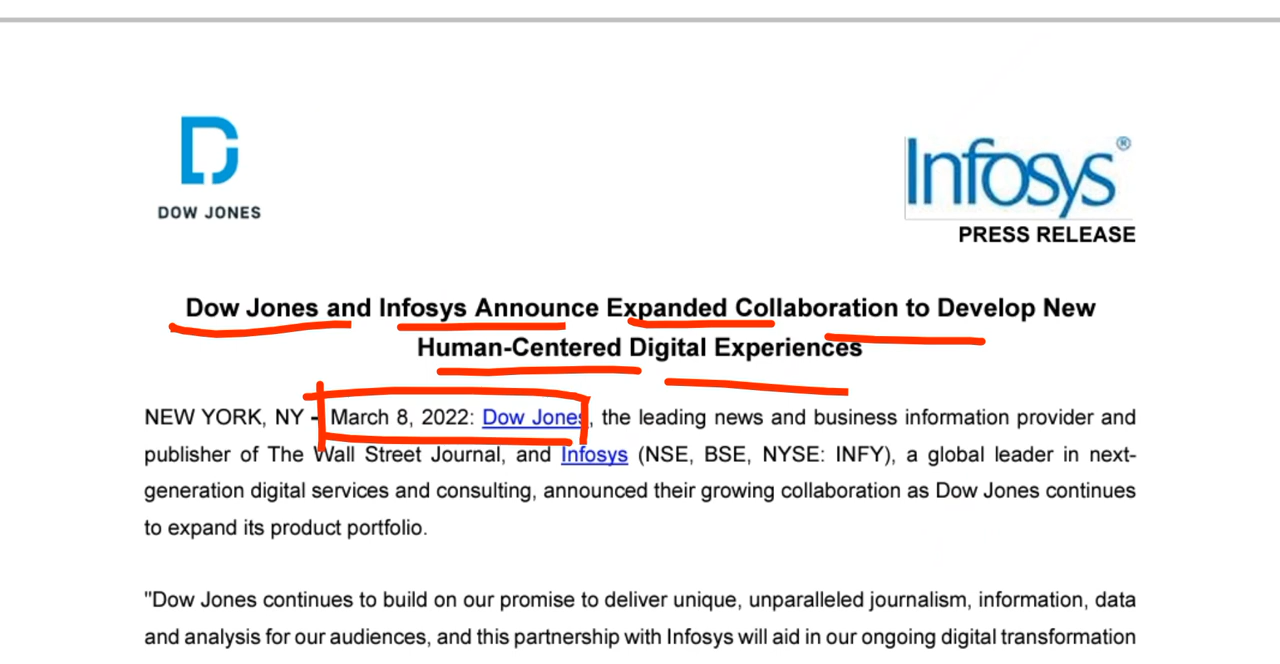 DOW JONES
Infosys®
PRESS RELEASE
Dow Jones and Infosys Announce Expanded Collaboration to Develop New
Human-Centered Digital Experiences
NEW YORK, NY - March 8, 2022: Dow Jones, the leading news and business information provider and
publisher of The Wall Street Journal, and Infosys (NSE, BSE, NYSE: INFY), a global leader in next-
generation digital services and consulting, announced their growing collaboration as Dow Jones continues
to expand its product portfolio.
"Dow Jones continues to build on our promise to deliver unique, unparalleled journalism, information, data
and analysis for our audiences, and this partnership with Infosys will aid in our ongoing digital transformation